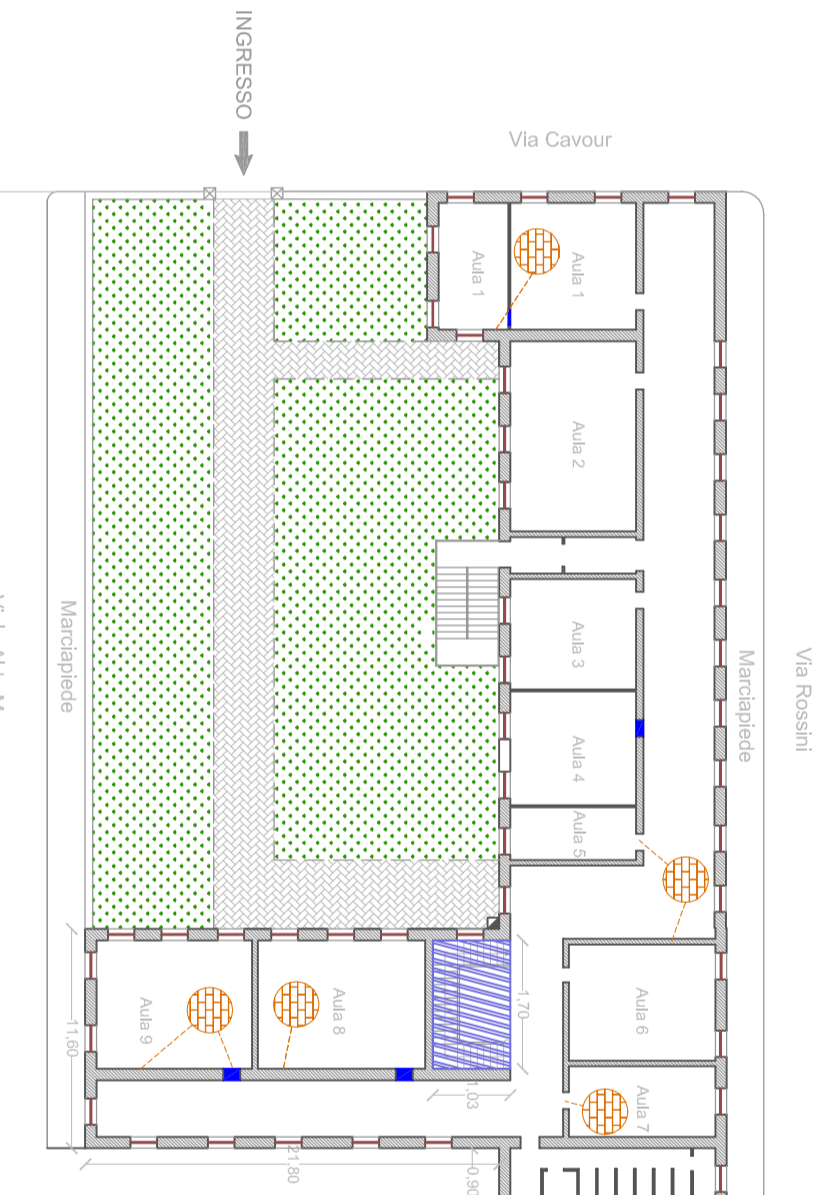 INGRESSO
Via Cavour
Aula 1
Aula 1
Aula 2
Via Rossini
Marciapiede
Marciapiede
Aula 3
Aula 4
Aula 5
Aula 6
Aula 7
Aula 8
Aula 9
1,70
11,60
1,03
21,80
0,90